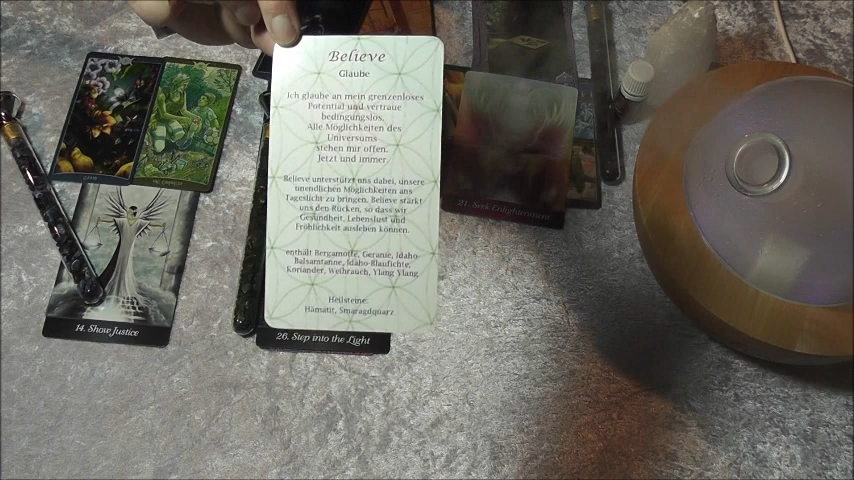 Believe
Glaube
Ich glaube an mein grenzenloses
Potential und vertraue
bedingungslos.
Alle Möglichkeiten des
Universums
stehen mir offen.
Jetzt und immer.
Believe unterstützt uns dabei, unsere
unendlichen Möglichkeiten ans
Tageslicht zu bringen. Believe stärkt
uns den Rücken, so dass wir
Gesundheit, Lebenslust und
Fröhlichkeit ausleben können.
enthält Bergamotte, Geranie, Idaho-
Balsamtanne, Idaho-Blaufichte,
Koriander, Weihrauch, Ylang Ylang
Heilsteine:
Hämatit, Smaragdquarz
14. Show Justice
26. Step into the Light
21. Seek Enlightenment